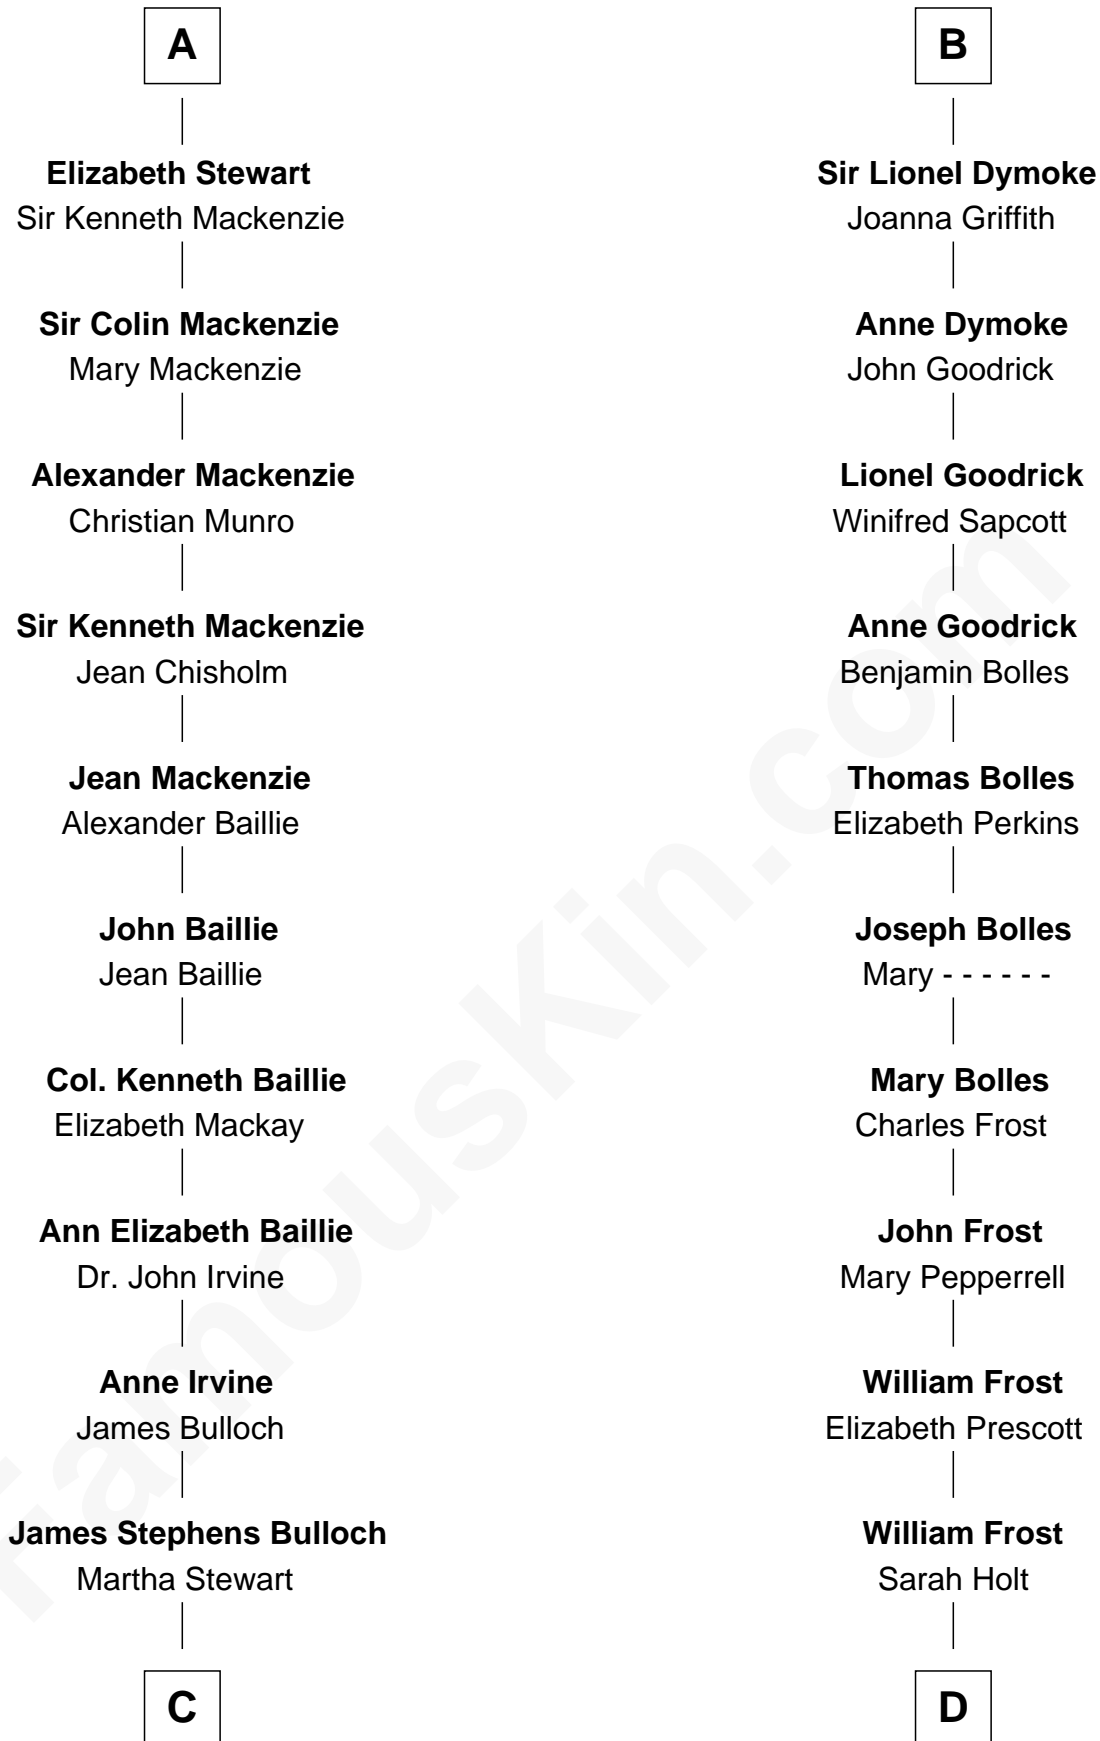 A
Elizabeth Stewart
Sir Kenneth Mackenzie
Sir Colin Mackenzie
Mary Mackenzie
Alexander Mackenzie
Christian Munro
Sir Kenneth Mackenzie
Jean Chisholm
Jean Mackenzie
Alexander Baillie
John Baillie
Jean Baillie
Col. Kenneth Baillie
Elizabeth Mackay
Ann Elizabeth Baillie
Dr. John Irvine
Anne Irvine
James Bulloch
James Stephens Bulloch
Martha Stewart
C
B
Sir Lionel Dymoke
Joanna Griffith
Anne Dymoke
John Goodrick
Lionel Goodrick
Winifred Sapcott
Anne Goodrick
Benjamin Bolles
Thomas Bolles
Elizabeth Perkins
Joseph Bolles
Mary - - - - - -
Mary Bolles
Charles Frost
John Frost
Mary Pepperrell
William Frost
Elizabeth Prescott
William Frost
Sarah Holt
D
FamousKin.com